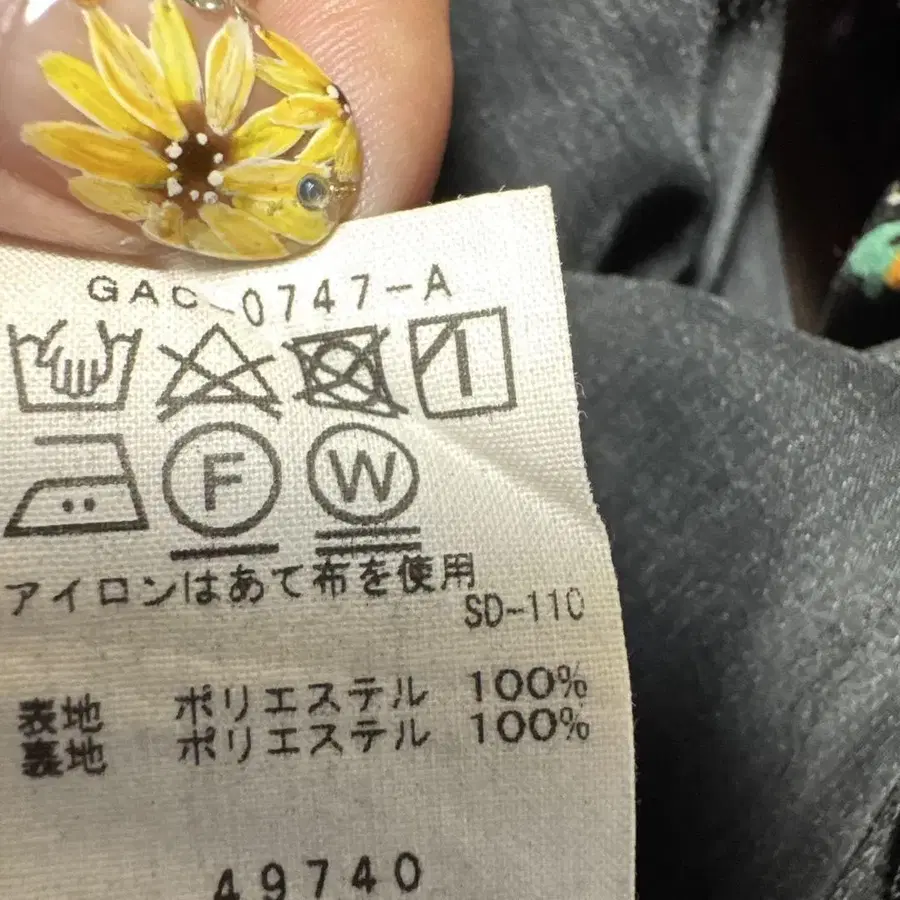 GAC 0747-A
F W
アイロンはあて布を使用
SD-110
表地 ポリエステル 100%
裏地 ポリエステル 100%
49740